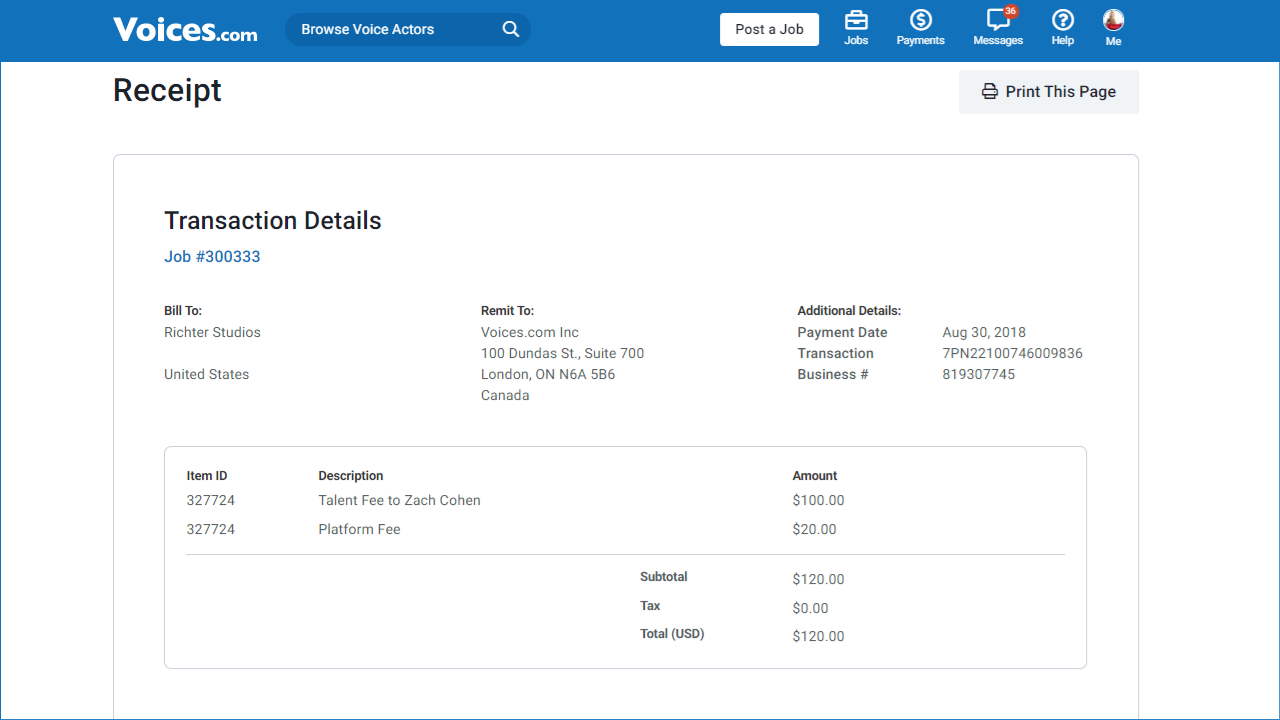 Voices.com
Browse Voice Actors
Post a Job
Jobs
Payments
36
Messages
Help
Me
Receipt
Print This Page
Transaction Details
Job #300333
Bill To:
Richter Studios
United States
Remit To:
Voices.com Inc
100 Dundas St., Suite 700
London, ON N6A 5B6
Canada
Additional Details:
Payment Date Aug 30, 2018
Transaction 7PN22100746009836
Business # 819307745
Item ID Description Amount
327724 Talent Fee to Zach Cohen $100.00
327724 Platform Fee $20.00
Subtotal $120.00
Tax $0.00
Total (USD) $120.00